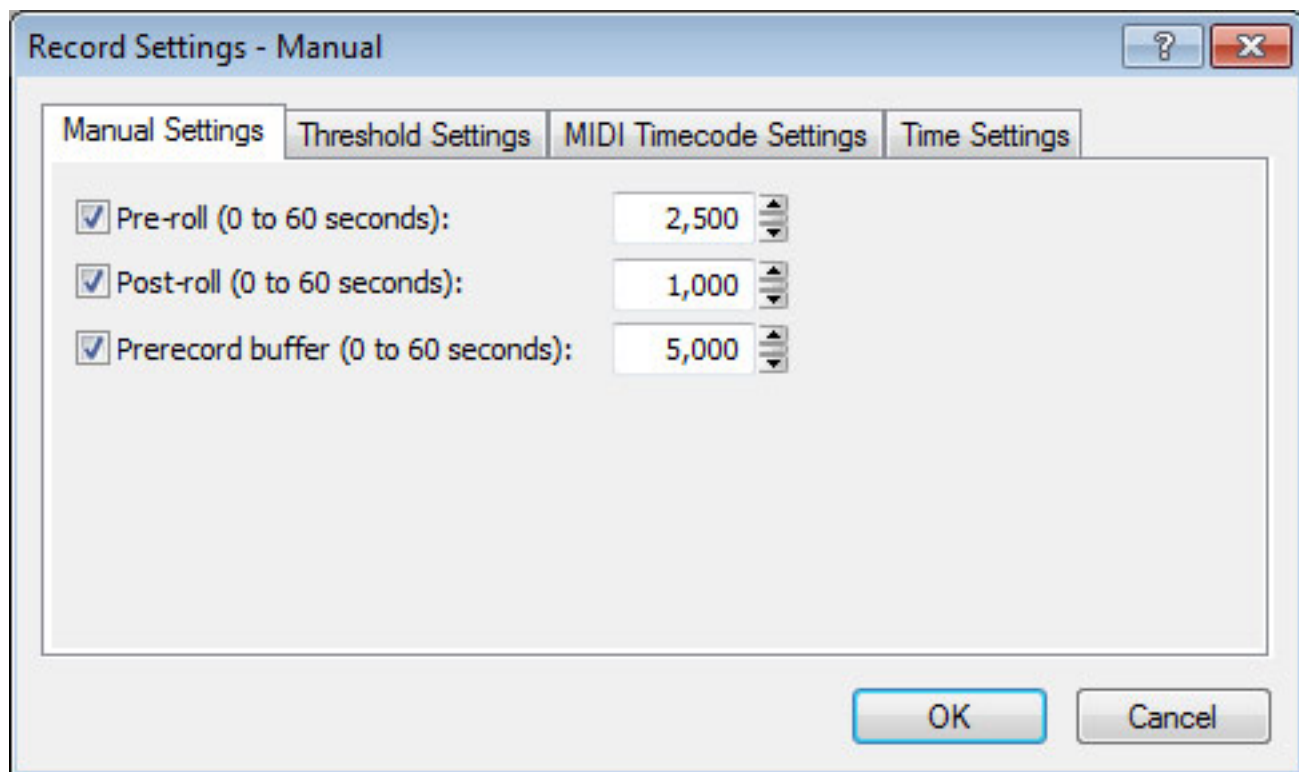 Record Settings - Manual
Manual Settings Threshold Settings MIDI Timecode Settings Time Settings
Pre-roll (0 to 60 seconds): 2,500
Post-roll (0 to 60 seconds): 1,000
Prerecord buffer (0 to 60 seconds): 5,000
OK Cancel